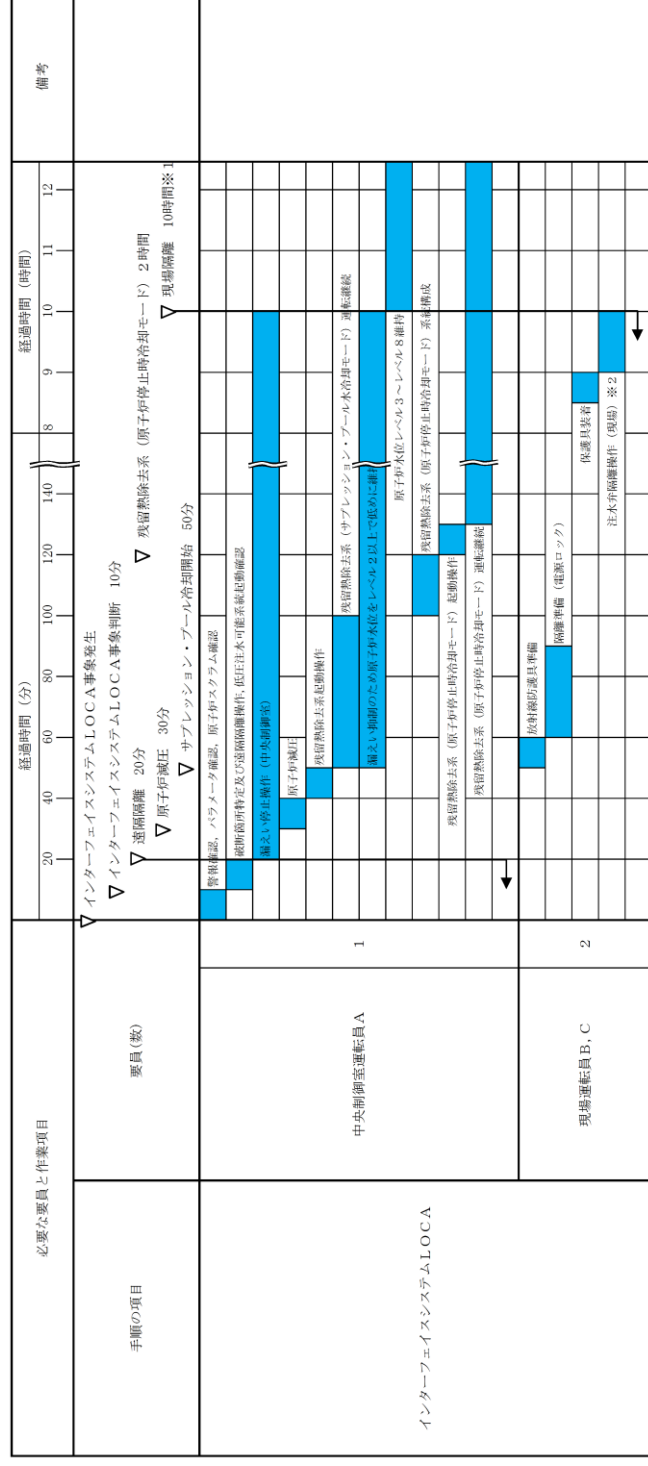 必要な要員と作業項目
経過時間（分）
経過時間（時間）
備考
手順の項目
要員(数)
20
40
60
80
100
120
140
8
9
10
11
12
インターフェイスシステムＬＯＣＡ事象発生
インターフェイスシステムＬＯＣＡ事象判断　10分
遠隔隔離　20分
原子炉減圧　30分
サプレッション・プール冷却開始　50分
残留熱除去系（原子炉停止時冷却モード）２時間
現場隔離　10時間※１
インターフェイスシステムＬＯＣＡ
中央制御室運転員Ａ
1
警報確認，パラメータ確認，原子炉スクラム確認
破断箇所特定及び遠隔隔離操作，低圧注水可能系統起動確認
漏えい停止操作（中央制御室）
原子炉減圧
残留熱除去系起動操作
残留熱除去系（サプレッション・プール水冷却モード）運転継続
漏えい抑制のため原子炉水位をレベル２以上で低めに維持
原子炉水位レベル３～レベル８維持
残留熱除去系（原子炉停止時冷却モード）系統構成
残留熱除去系（原子炉停止時冷却モード）起動操作
残留熱除去系（原子炉停止時冷却モード）運転継続
現場運転員Ｂ，Ｃ
2
放射線防護具準備
隔離準備（電源ロック）
保護具装着
注水弁隔離操作（現場）※２